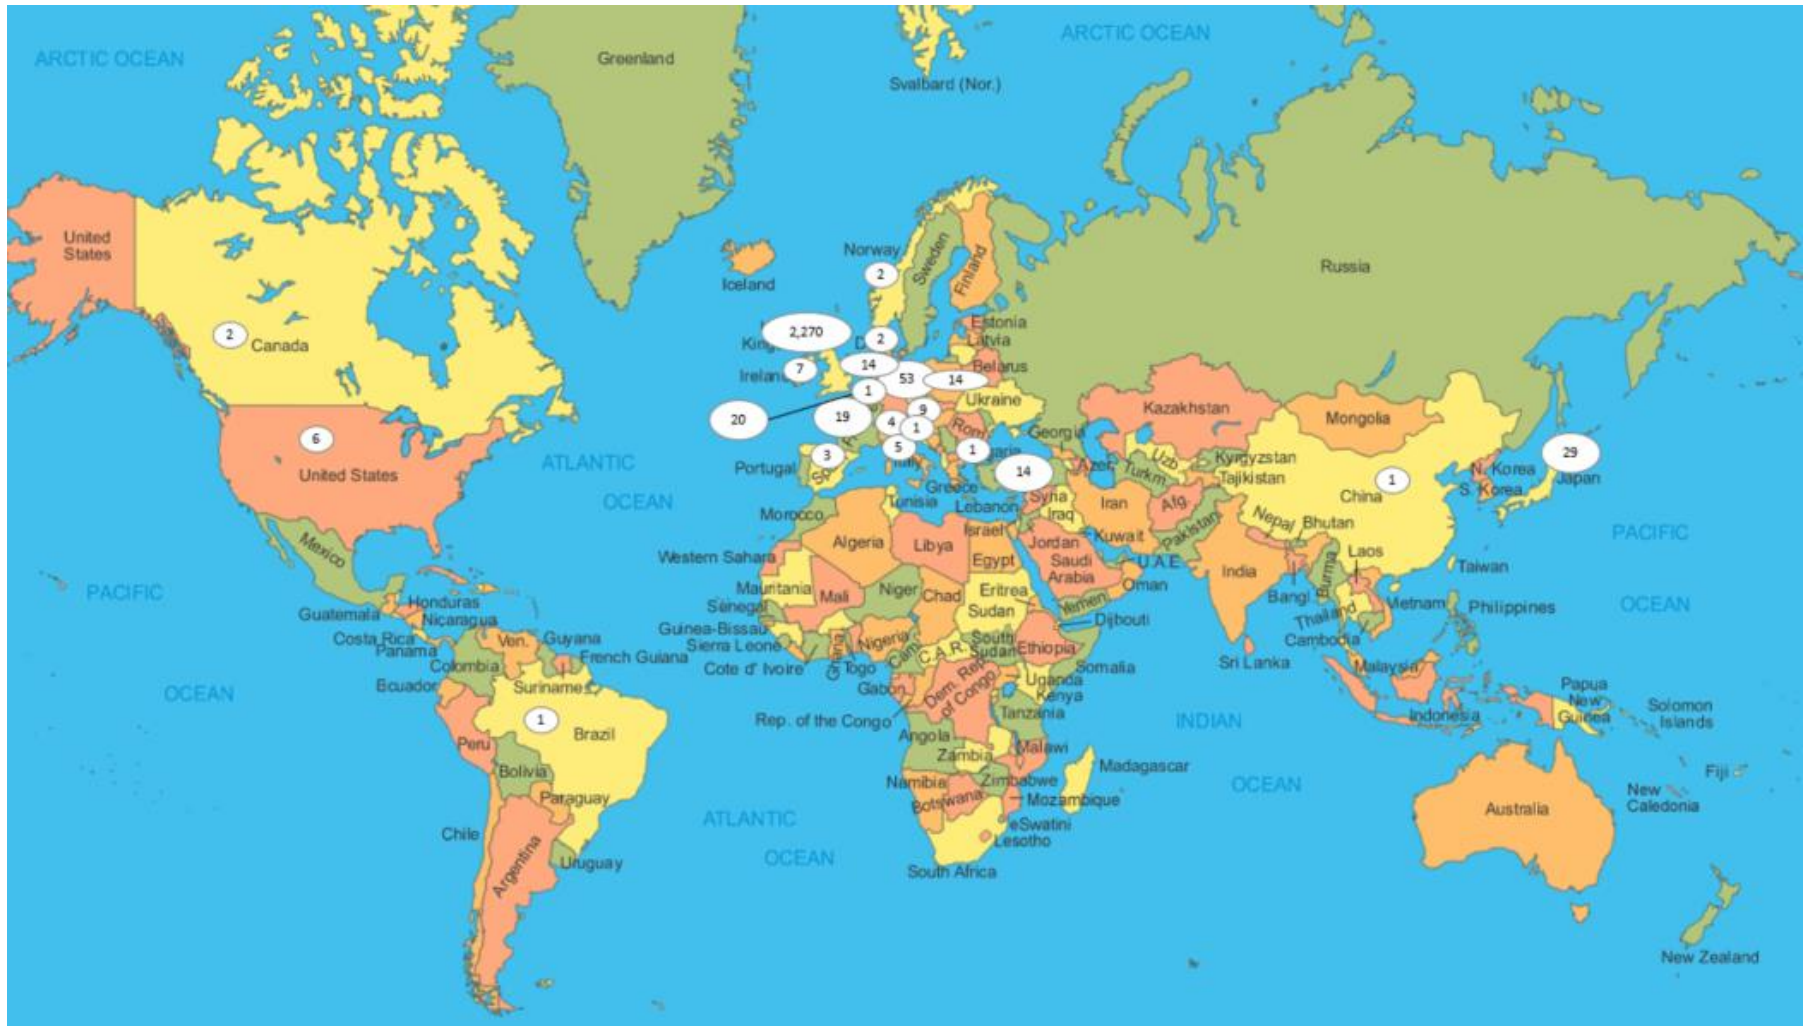 ARCTIC OCEAN
Greenland
Svalbard (Nor.)
ARCTIC OCEAN
United
States
Norway
Sweden
Finland
Russia
Iceland
2
2
Canada
2,270
2
Estonia
Latvia
7
14
53
14
Belarus
1
Ukraine
Kazakhstan
Mongolia
20
19
9
4
1
Georgia
6
United States
ATLANTIC
OCEAN
Portugal
3
5
Italy
1
14
Greece
Azer.
Uzb.
Turkm.
Kyrgyzstan
Tajikistan
China
1
N. Korea
S. Korea
29
Japan
PACIFIC
OCEAN
Mexico
Morocco
Tunisia
Lebanon
Syria
Iraq
Iran
Afg.
Western Sahara
Algeria
Libya
Israel
Egypt
Jordan
Kuwait
Pakistan
Nepal
Bhutan
Saudi
Arabia
U.A.E.
Oman
India
Bangl.
Burma
Laos
Taiwan
PACIFIC
OCEAN
Mauritania
Mali
Niger
Chad
Eritrea
Sudan
Yemen
Dijbouti
Thailand
Vietnam
Cambodia
Philippines
Guatemala
Honduras
Nicaragua
Costa Rica
Panama
Ven.
Guyana
French Guiana
Colombia
Suriname
Ecuador
Senegal
Guinea-Bissau
Sierra Leone
Cote d' Ivoire
Ghana
Togo
Nigeria
Cam.
C.A.R.
South
Sudan
Ethiopia
Somalia
Sri Lanka
Malaysia
OCEAN
1
Brazil
Peru
Bolivia
Paraguay
Chile
Argentina
Uruguay
Gabon
Rep. of the Congo
Dem. Rep.
of Congo
Uganda
Kenya
Tanzania
Angola
Zambia
Malawi
Namibia
Botswana
Zimbabwe
Mozambique
Madagascar
eSwatini
Lesotho
South Africa
ATLANTIC
OCEAN
INDIAN
OCEAN
Indonesia
Papua
New
Guinea
Solomon
Islands
Fiji
New
Caledonia
Australia
New Zealand